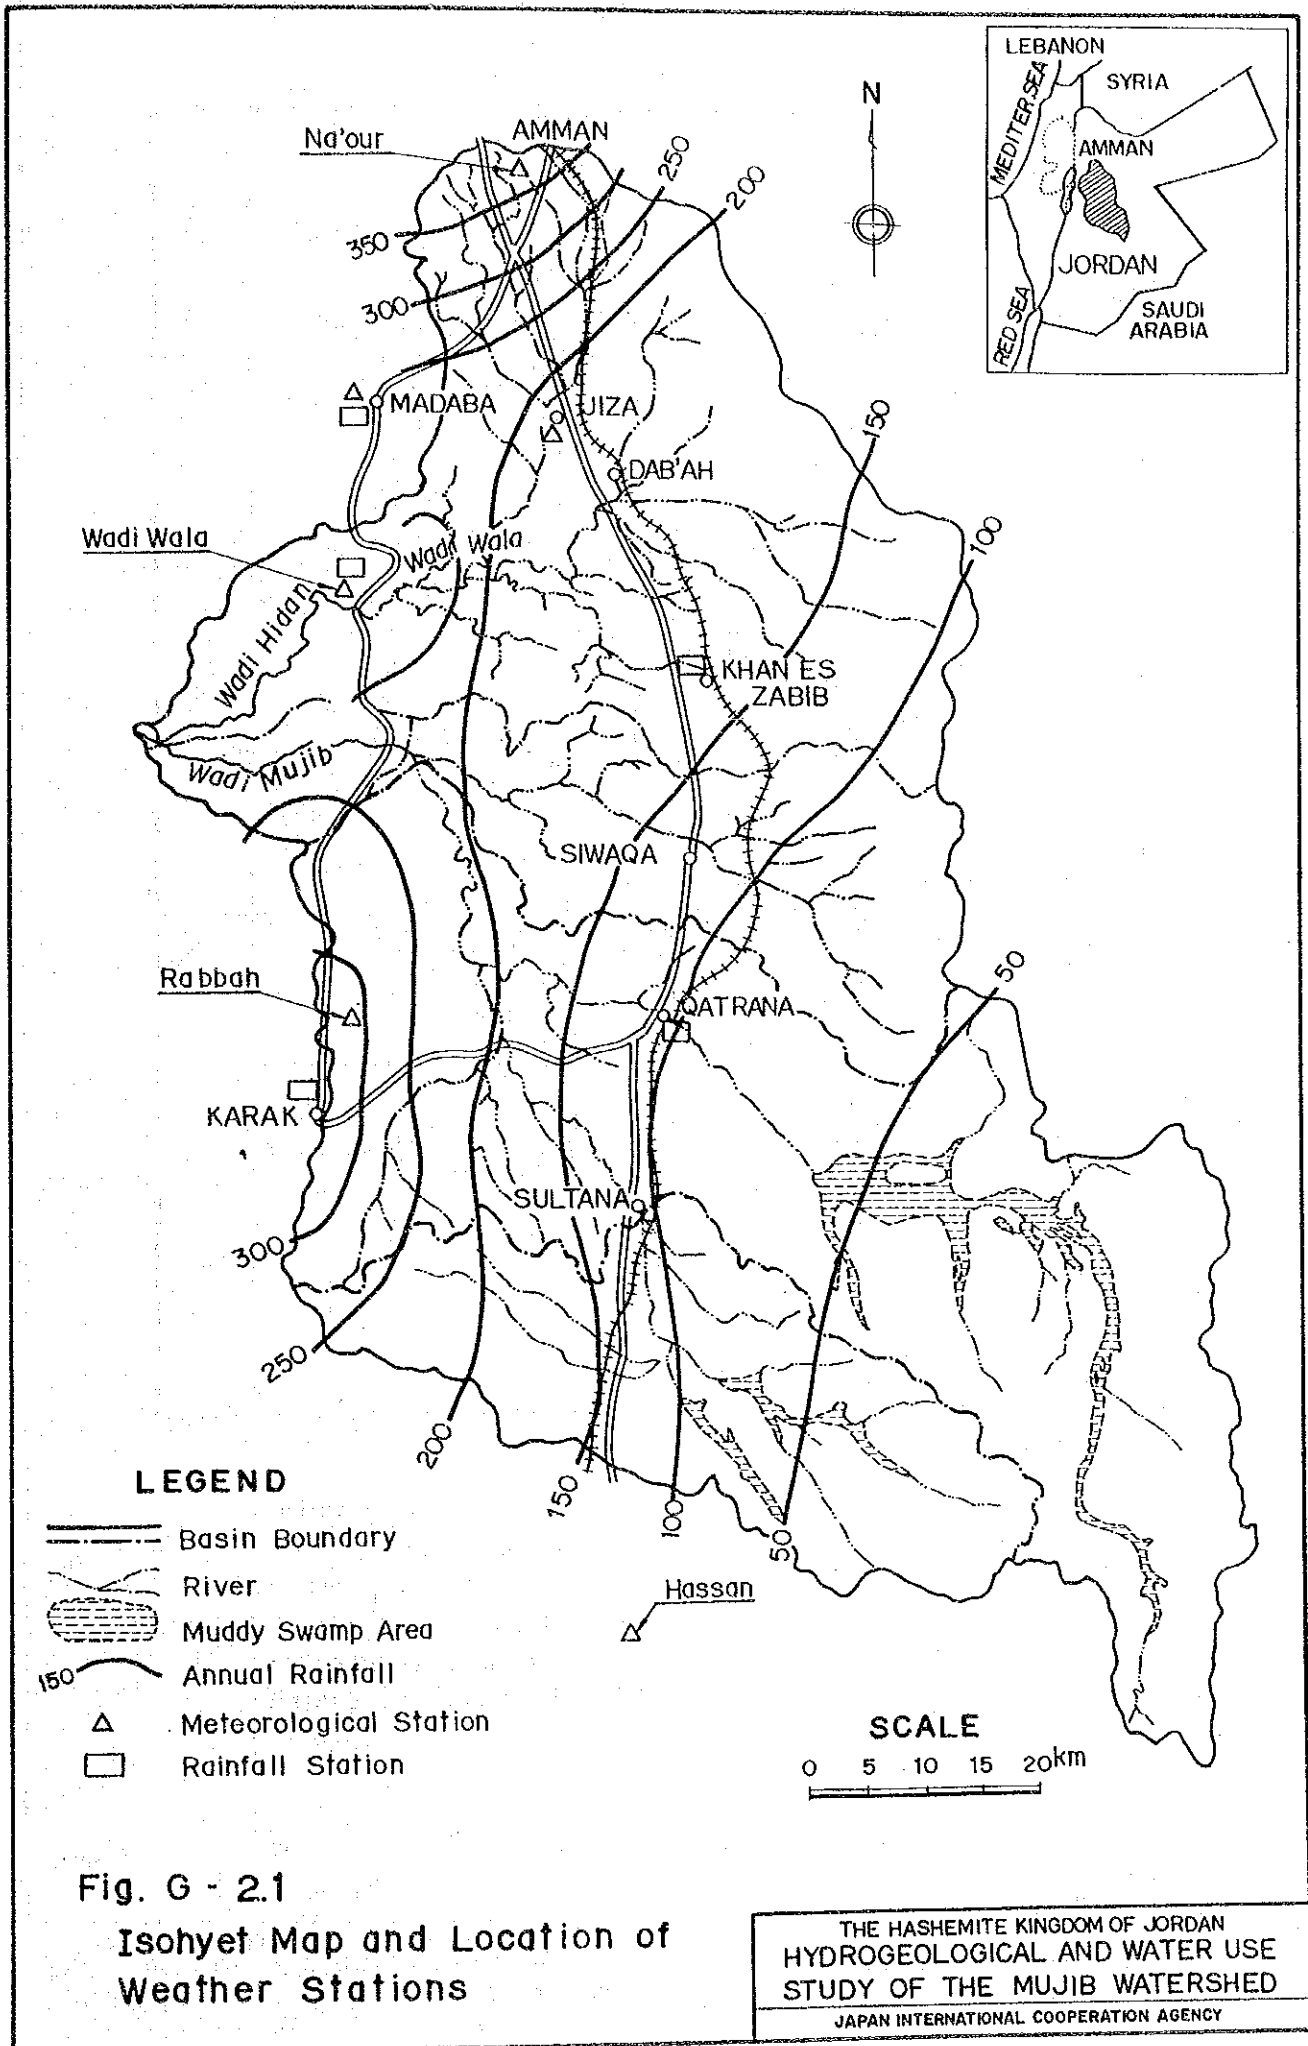 LEBANON
SYRIA
MEDITER.SEA
AMMAN
JORDAN
RED SEA
SAUDI
ARABIA
N
Na'our
AMMAN
250
200
350
300
MADABA
JIZA
150
DAB'AH
100
Wadi Wala
Wadi Wala
Wadi Hidan
KHAN ES
ZABIB
Wadi Mujib
SIWAQA
50
Rabbah
QATRANA
KARAK
SULTANA
300
250
200
150
100
50
Hassan
LEGEND
Basin Boundary
River
Muddy Swamp Area
150 Annual Rainfall
Meteorological Station
Rainfall Station
SCALE
0 5 10 15 20km
Fig. G - 2.1
Isohyet Map and Location of
Weather Stations
THE HASHEMITE KINGDOM OF JORDAN
HYDROGEOLOGICAL AND WATER USE
STUDY OF THE MUJIB WATERSHED
JAPAN INTERNATIONAL COOPERATION AGENCY